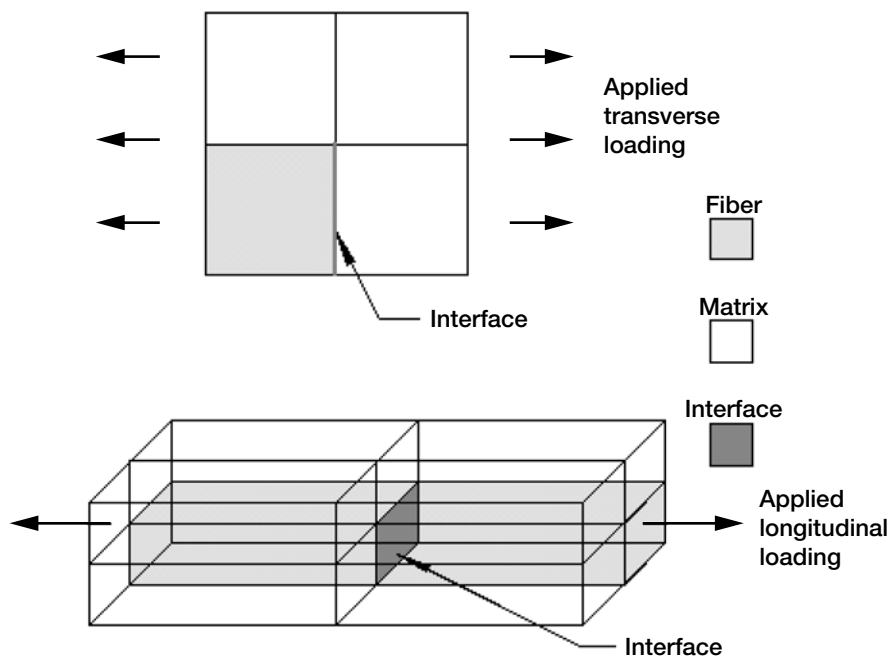 Applied
transverse
loading
Fiber
Interface
Matrix
Interface
Applied
longitudinal
loading
Interface